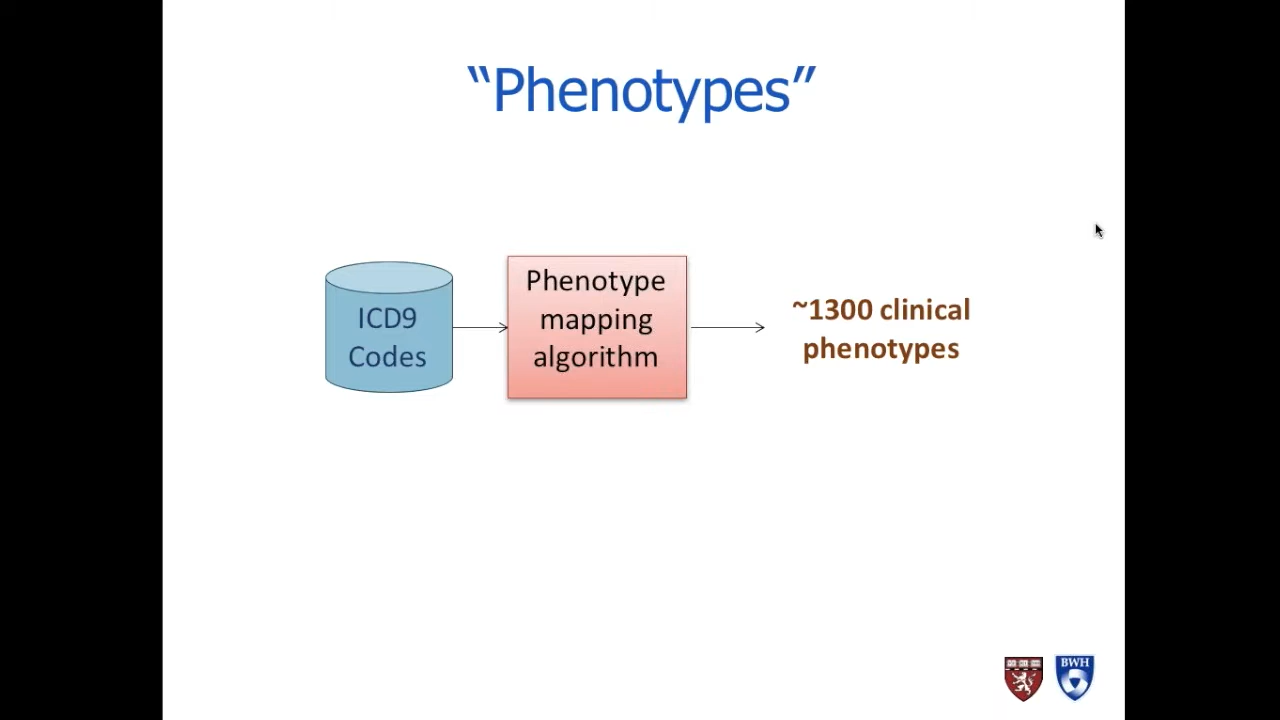 “Phenotypes”
ICD9
Codes
Phenotype
mapping
algorithm
~1300 clinical
phenotypes
BWH